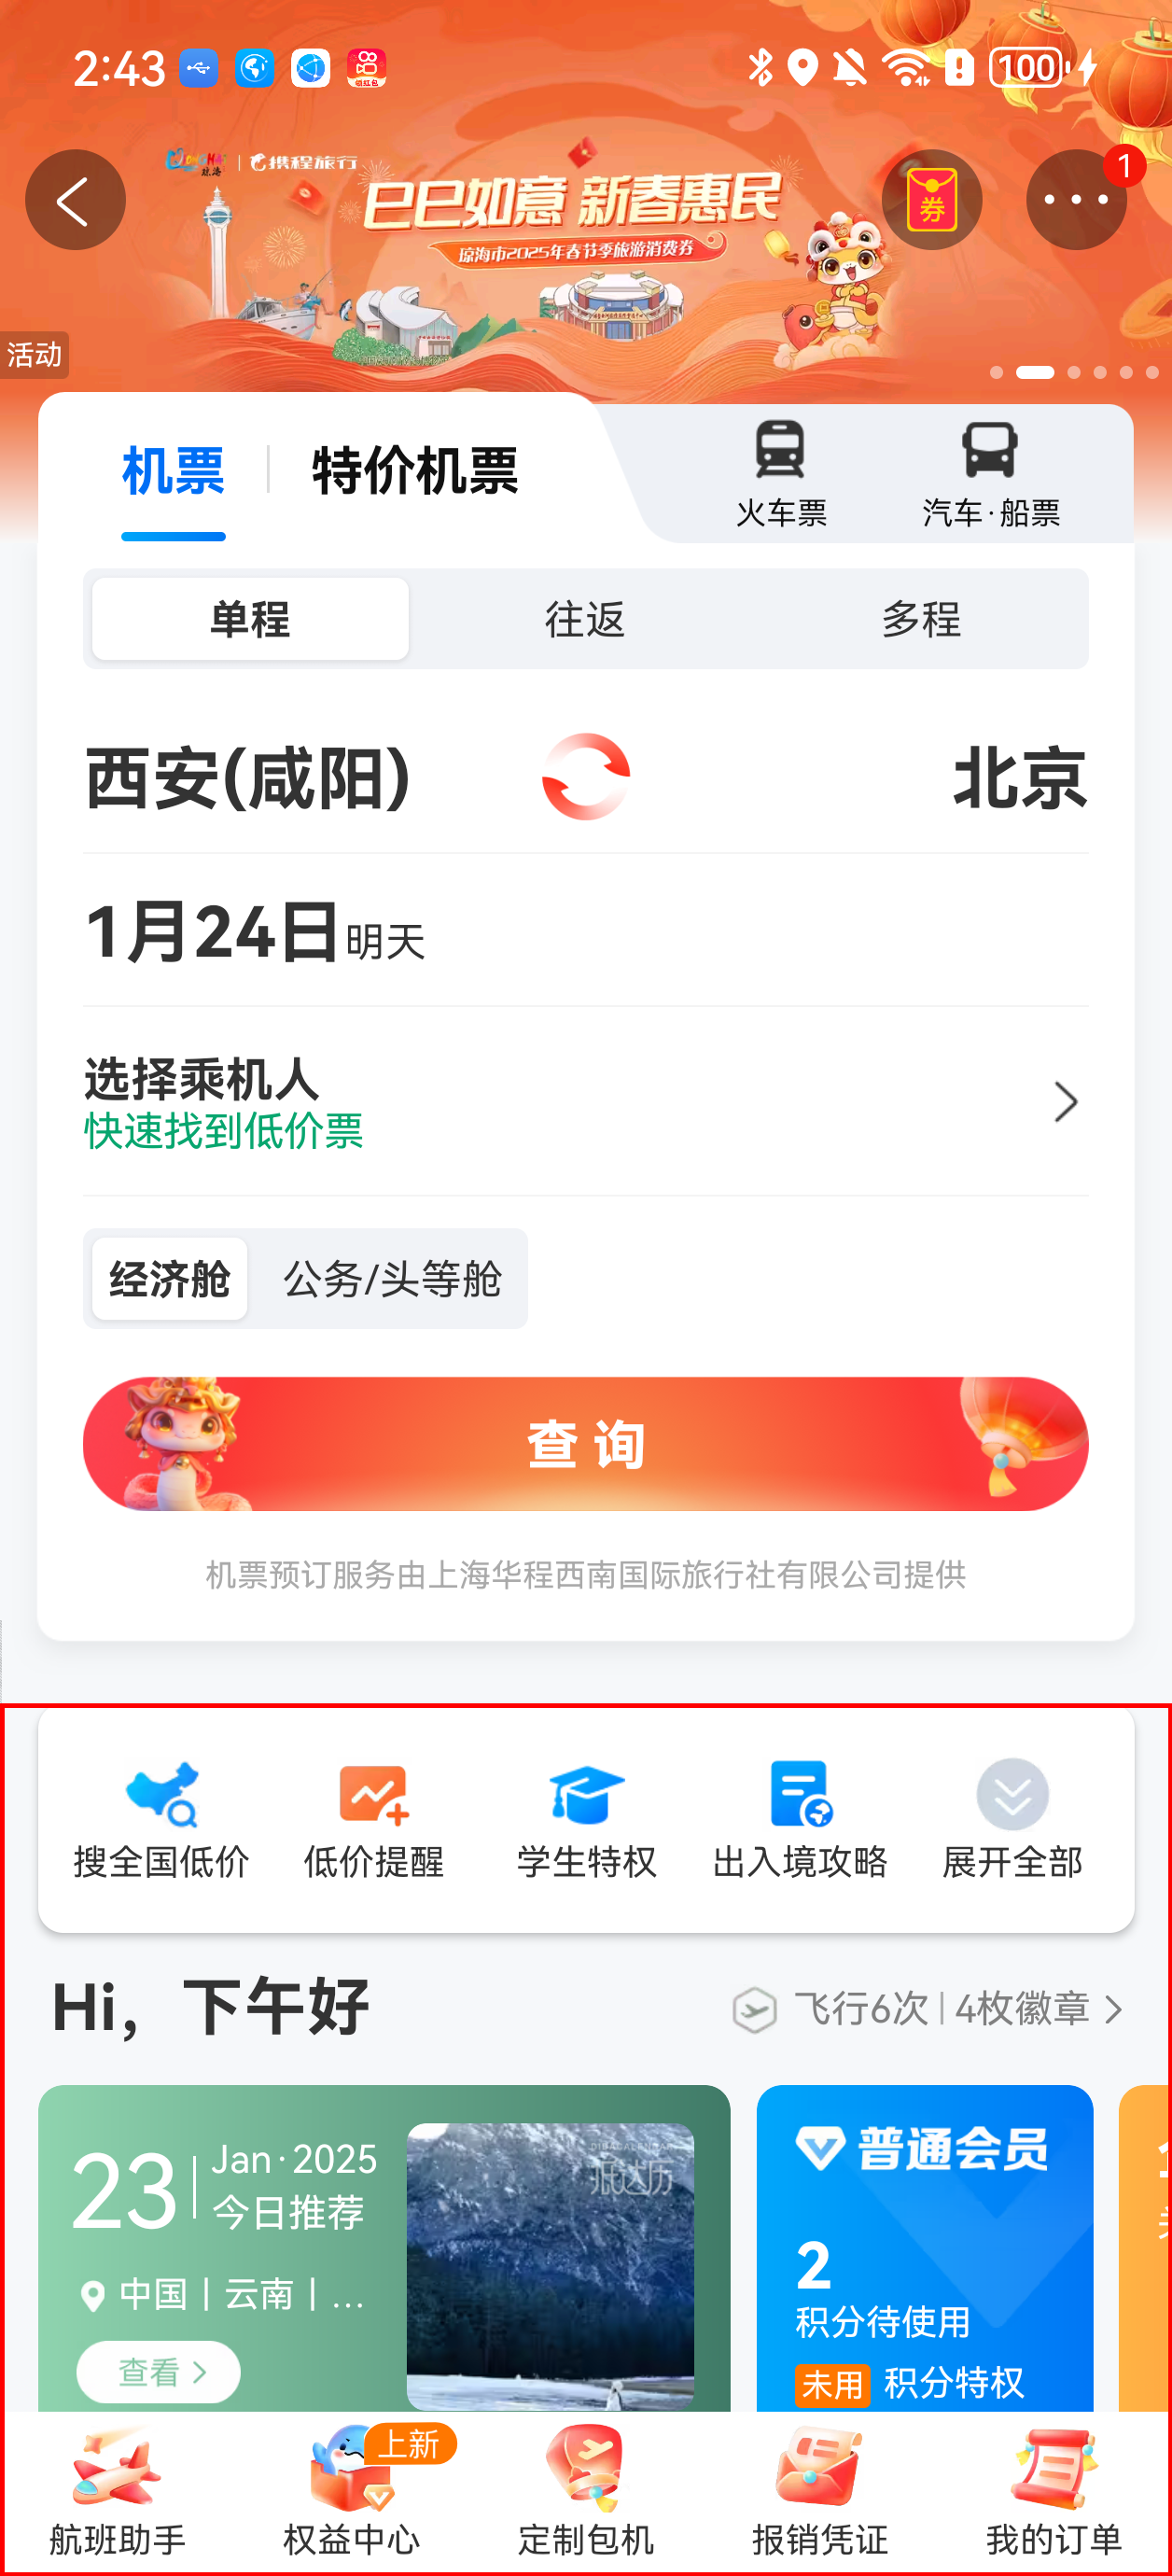 2:43
100
领红包
琼海 | 携程旅行
巳巳如意 新春惠民
琼海市2025年春节季旅游消费券
券
1
活动
机票
特价机票
火车票
汽车·船票
单程
往返
多程
西安(咸阳)
北京
1月24日明天
选择乘机人
快速找到低价票
经济舱
公务/头等舱
查 询
机票预订服务由上海华程西南国际旅行社有限公司提供
搜全国低价
低价提醒
学生特权
出入境攻略
展开全部
Hi，下午好
飞行6次 | 4枚徽章
23
Jan·2025
今日推荐
中国丨云南丨...
查看
普通会员
2
积分待使用
未用 积分特权
上新
航班助手
权益中心
定制包机
报销凭证
我的订单